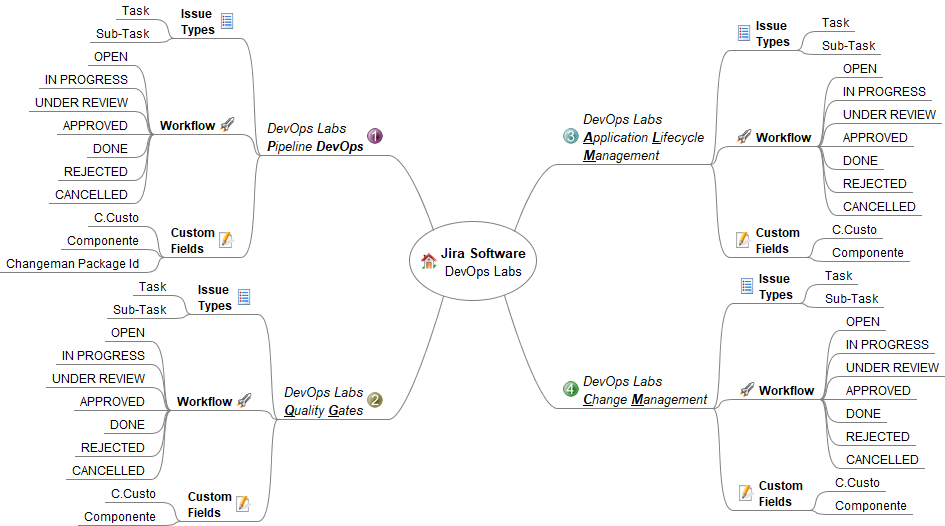 Jira Software
DevOps Labs
1
DevOps Labs
Pipeline DevOps
Issue
Types
Task
Sub-Task
Workflow
OPEN
IN PROGRESS
UNDER REVIEW
APPROVED
DONE
REJECTED
CANCELLED
Custom
Fields
C.Custo
Componente
Changeman Package Id
2
DevOps Labs
Quality Gates
Issue
Types
Task
Sub-Task
Workflow
OPEN
IN PROGRESS
UNDER REVIEW
APPROVED
DONE
REJECTED
CANCELLED
Custom
Fields
C.Custo
Componente
3
DevOps Labs
Application Lifecycle
Management
Issue
Types
Task
Sub-Task
Workflow
OPEN
IN PROGRESS
UNDER REVIEW
APPROVED
DONE
REJECTED
CANCELLED
Custom
Fields
C.Custo
Componente
4
DevOps Labs
Change Management
Issue
Types
Task
Sub-Task
Workflow
OPEN
IN PROGRESS
UNDER REVIEW
APPROVED
DONE
REJECTED
CANCELLED
Custom
Fields
C.Custo
Componente